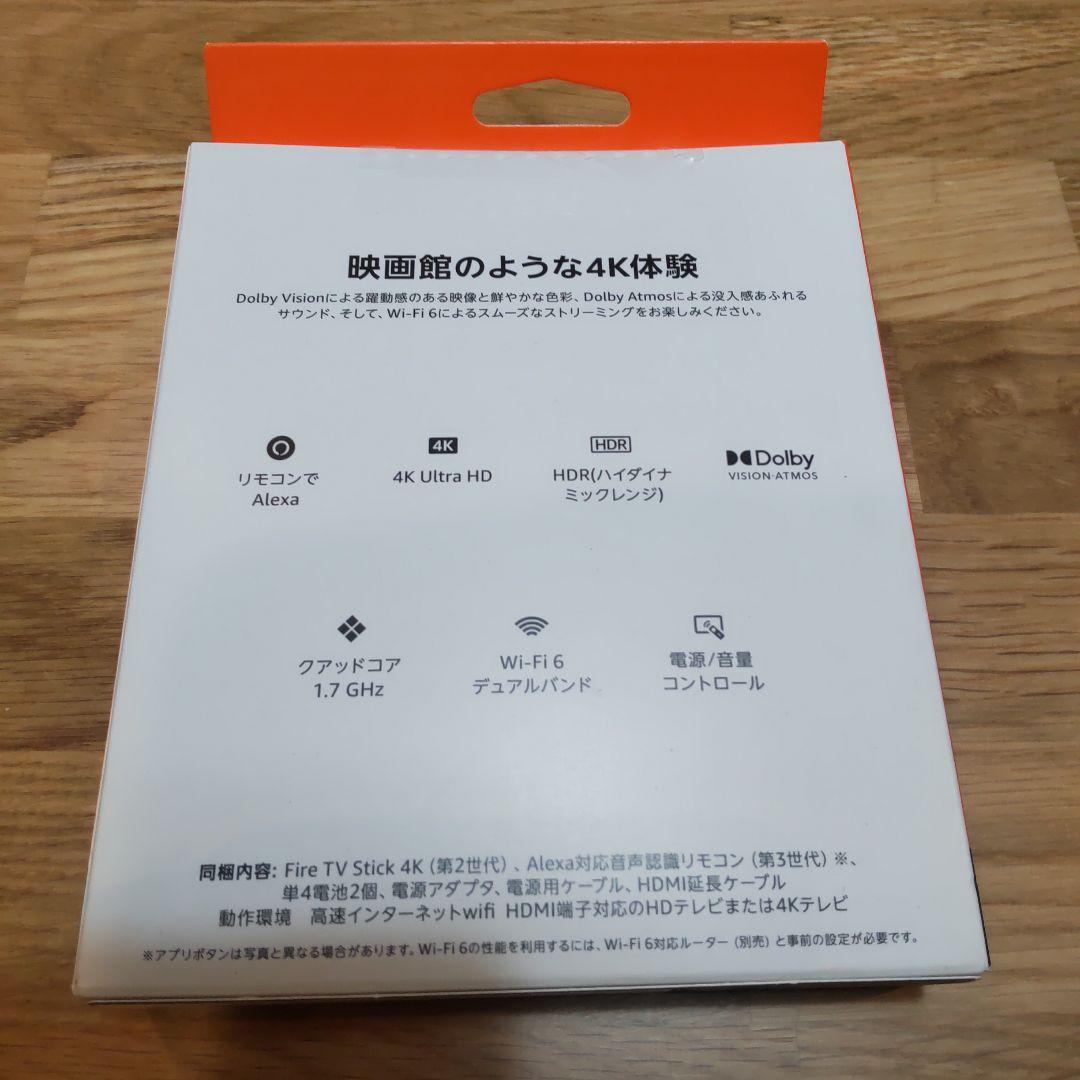 映画館のような4K体験
Dolby Visionによる躍動感のある映像と鮮やかな色彩、Dolby Atmosによる没入感あふれる
サウンド、そして、Wi-Fi 6によるスムーズなストリーミングをお楽しみください。
リモコンで
Alexa
4K
4K Ultra HD
HDR
HDR(ハイダイナ
ミックレンジ)
Dolby
VISION·ATMOS
クアッドコア
1.7 GHz
Wi-Fi 6
デュアルバンド
電源/音量
コントロール
同梱内容: Fire TV Stick 4K（第2世代）、Alexa対応音声認識リモコン（第3世代）※、
単4電池2個、電源アダプタ、電源用ケーブル、HDMI延長ケーブル
動作環境　高速インターネットwifi　HDMI端子対応のHDテレビまたは4Kテレビ
※アプリボタンは写真と異なる場合があります。Wi-Fi 6の性能を利用するには、Wi-Fi 6対応ルーター（別売）と事前の設定が必要です。